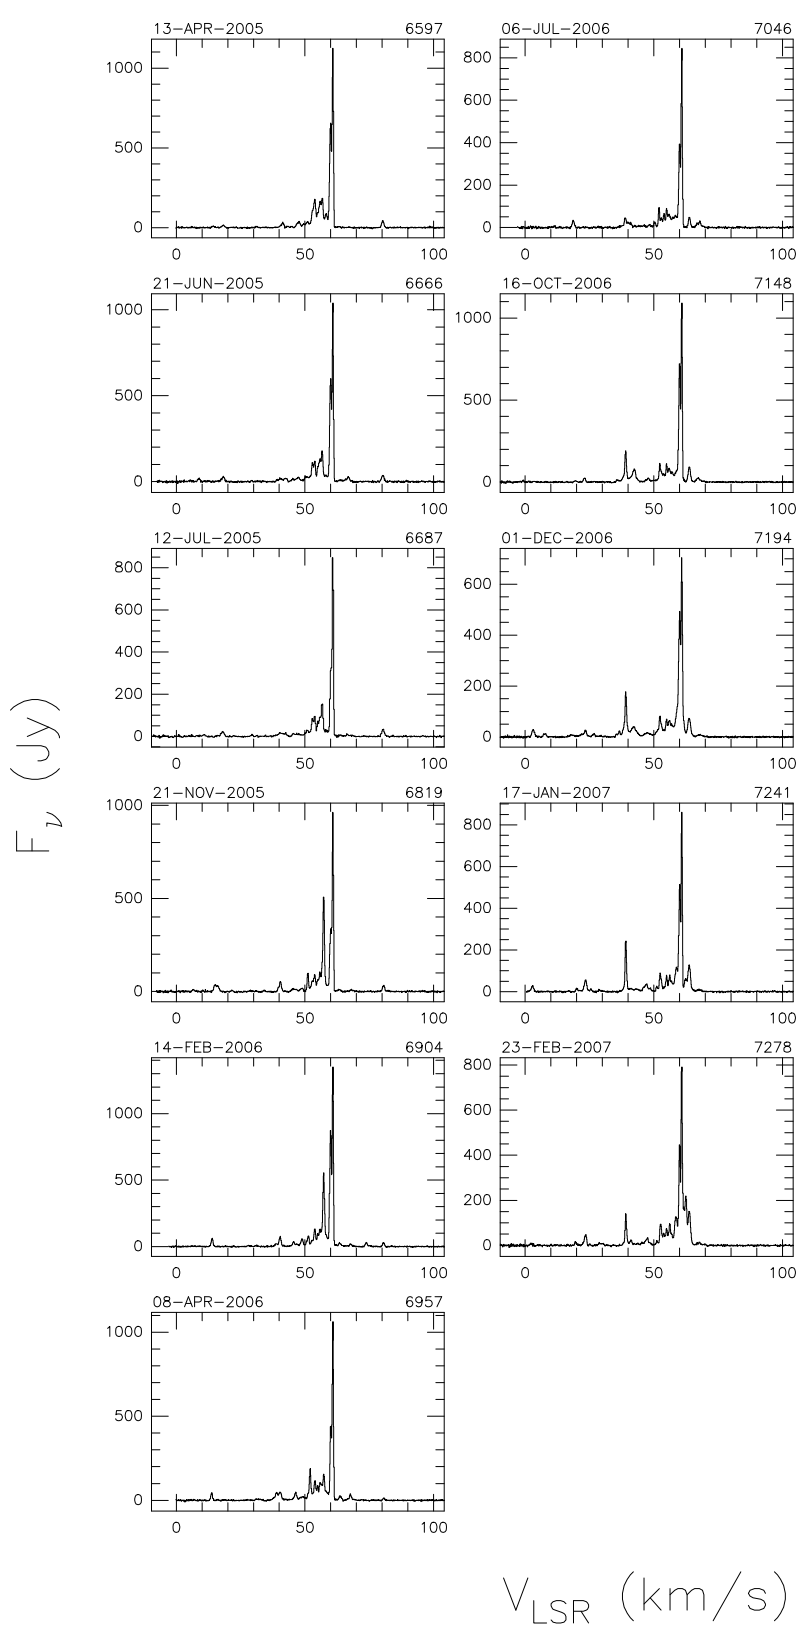 13-APR-2005 6597
1000
500
0
0 50 100
21-JUN-2005 6666
1000
500
0
0 50 100
12-JUL-2005 6687
800
600
400
200
0
0 50 100
21-NOV-2005 6819
1000
500
0
0 50 100
14-FEB-2006 6904
1000
500
0
0 50 100
08-APR-2006 6957
1000
500
0
0 50 100
06-JUL-2006 7046
800
600
400
200
0
0 50 100
16-OCT-2006 7148
1000
500
0
0 50 100
01-DEC-2006 7194
600
400
200
0
0 50 100
17-JAN-2007 7241
800
600
400
200
0
0 50 100
23-FEB-2007 7278
800
600
400
200
0
0 50 100
Fν (Jy)
VLSR (km/s)